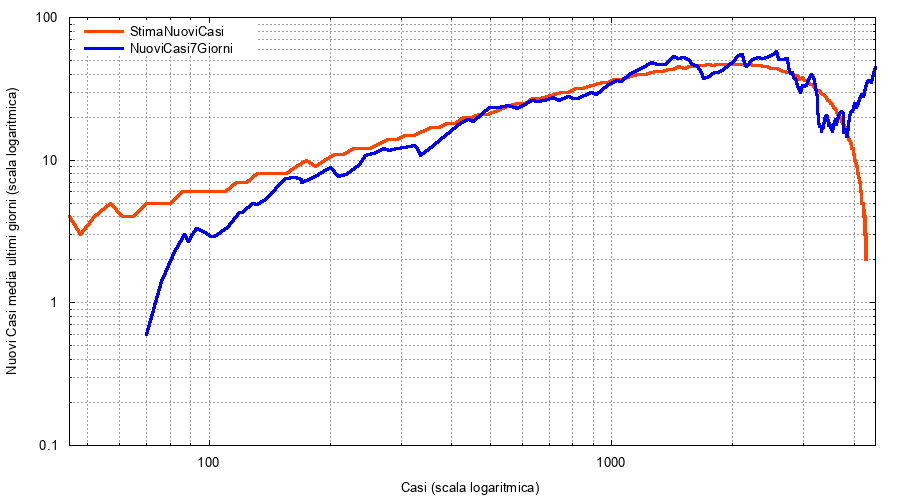 100
StimaNuoviCasi
NuoviCasi7Giorni
10
1
0.1
100
1000
Nuovi Casi media ultimi giorni (scala logaritmica)
Casi (scala logaritmica)